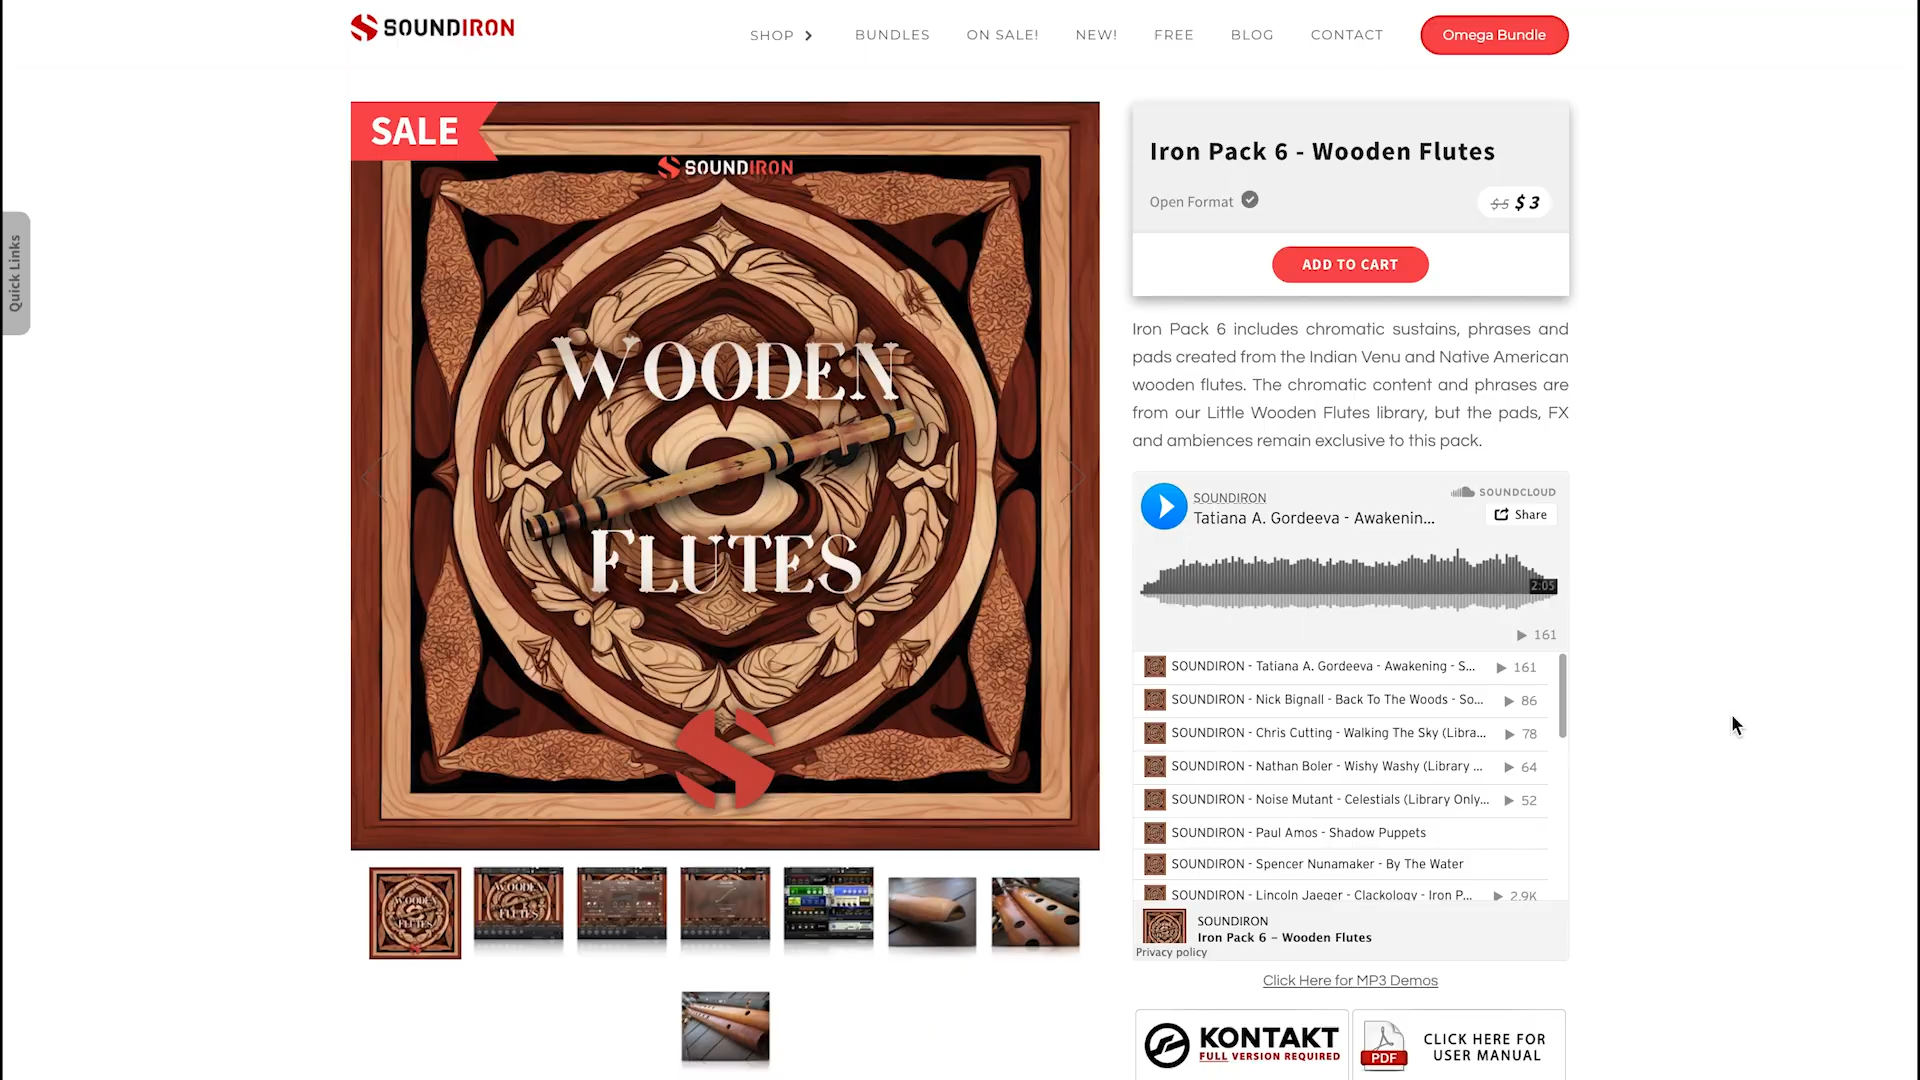 SOUNDIRON
SHOP
BUNDLES
ON SALE!
NEW!
FREE
BLOG
CONTACT
Omega Bundle
Quick Links
SALE
SOUNDIRON
WOODEN
FLUTES
Iron Pack 6 - Wooden Flutes
Open Format
$5 $3
ADD TO CART
Iron Pack 6 includes chromatic sustains, phrases and
pads created from the Indian Venu and Native American
wooden flutes. The chromatic content and phrases are
from our Little Wooden Flutes library, but the pads, FX
and ambiences remain exclusive to this pack.
SOUNDIRON
SOUNDCLOUD
Tatiana A. Gordeeva - Awakenin...
Share
2:05
161
SOUNDIRON - Tatiana A. Gordeeva - Awakening - S... 161
SOUNDIRON - Nick Bignall - Back To The Woods - So... 86
SOUNDIRON - Chris Cutting - Walking The Sky (Libra... 78
SOUNDIRON - Nathan Boler - Wishy Washy (Library ... 64
SOUNDIRON - Noise Mutant - Celestials (Library Only... 52
SOUNDIRON - Paul Amos - Shadow Puppets
SOUNDIRON - Spencer Nunamaker - By The Water
SOUNDIRON - Lincoln Jaeger - Clackology - Iron P... 2.9K
SOUNDIRON
Iron Pack 6 – Wooden Flutes
Privacy policy
Click Here for MP3 Demos
KONTAKT
FULL VERSION REQUIRED
PDF
CLICK HERE FOR
USER MANUAL
WOODEN
FLUTES
WOODEN
FLUTES